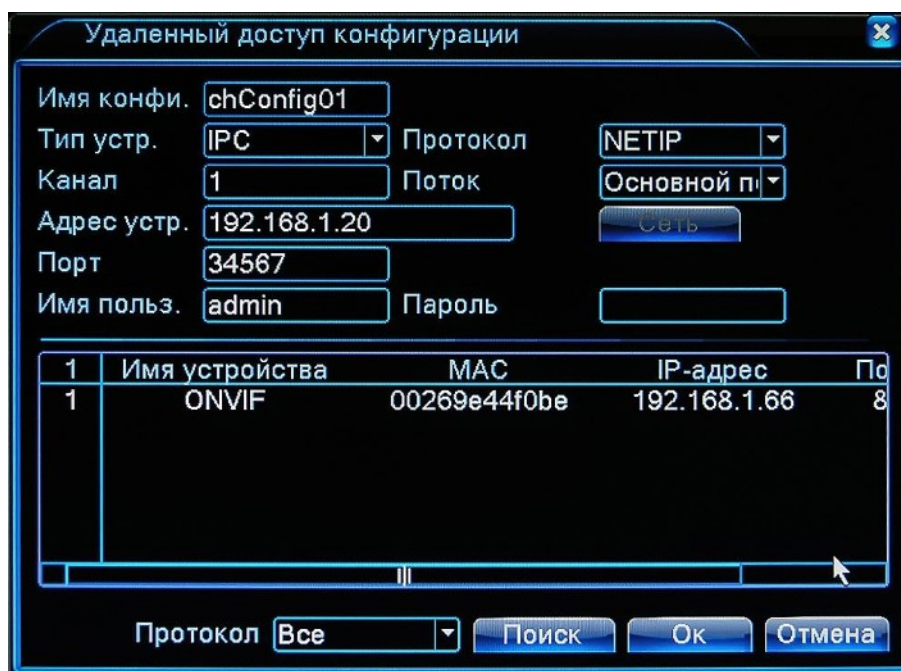 Удаленный доступ конфигурации
Имя конфи. chConfig01
Тип устр. IPC Протокол NETIP
Канал 1 Поток Основной п
Адрес устр. 192.168.1.20 Сеть
Порт 34567
Имя польз. admin Пароль
1 Имя устройства MAC IP-адрес По
1 ONVIF 00269e44f0be 192.168.1.66 8
Протокол Все Поиск Ок Отмена